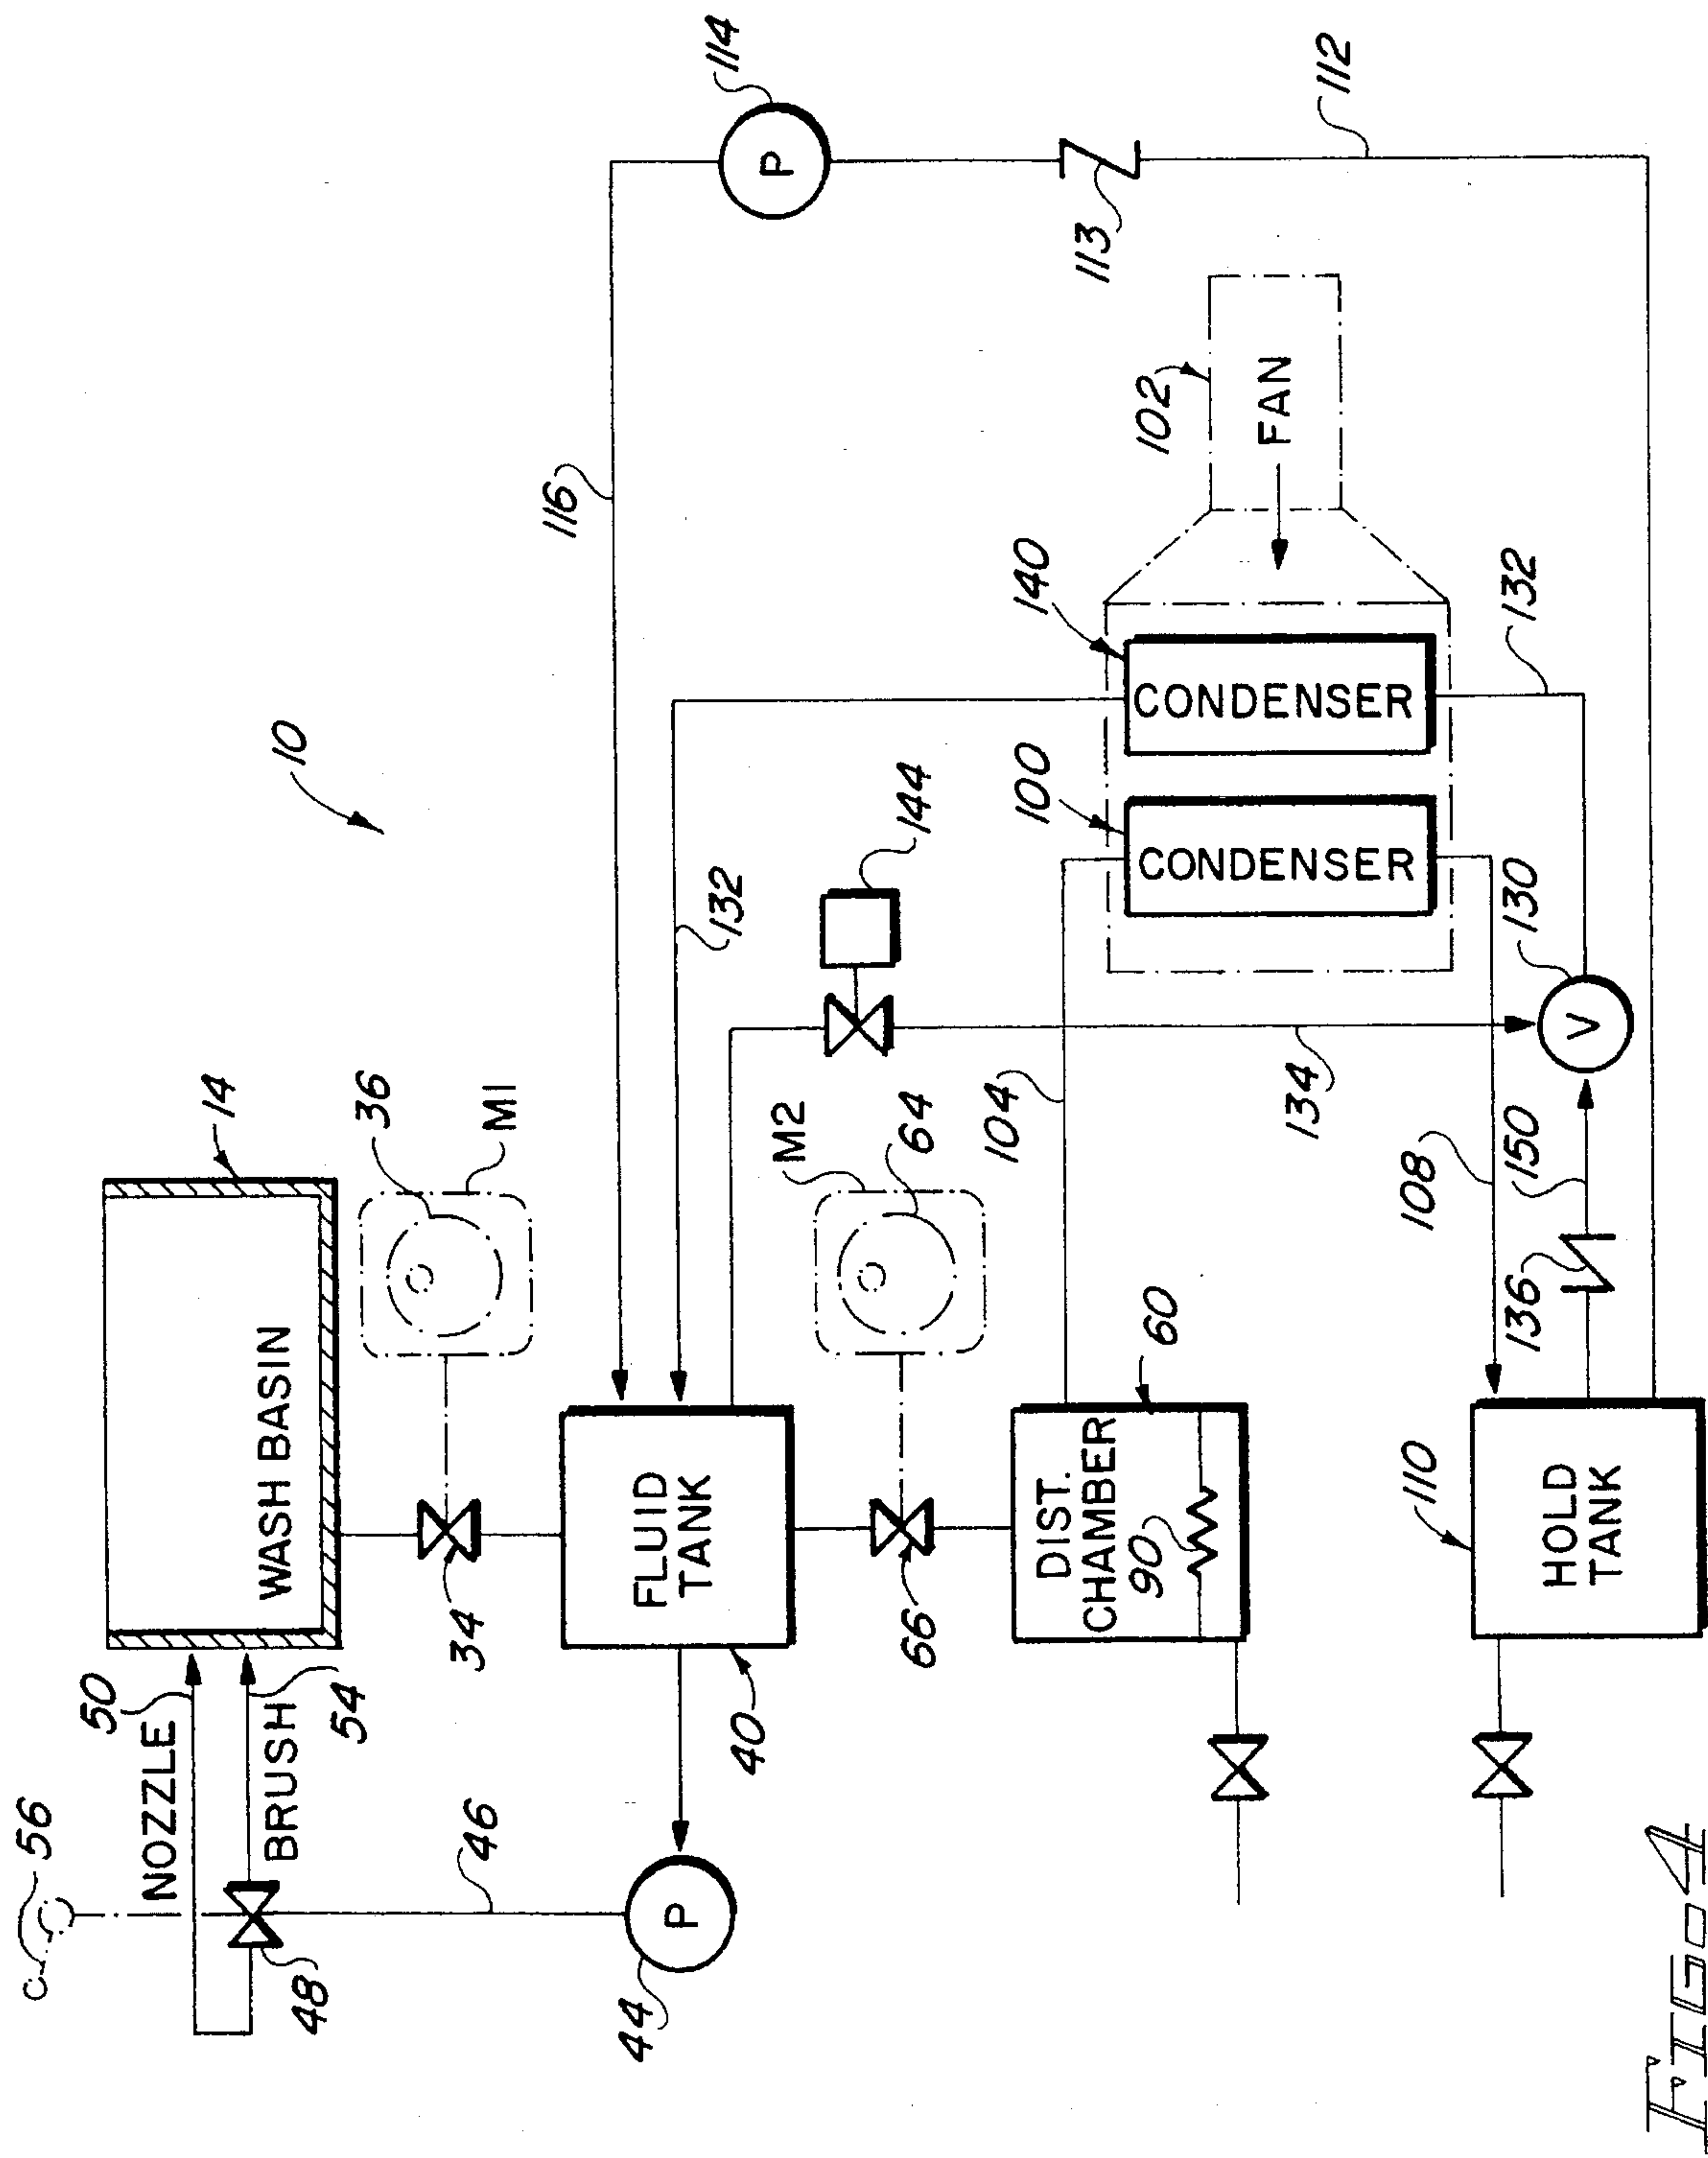 56
NOZZLE
50
BRUSH
54
48
46
44
P
WASH BASIN
14
34
36
M1
FLUID
TANK
40
66
M2
64
DIST.
CHAMBER
90
60
HOLD
TANK
110
10
116
114
P
113
112
132
144
104
134
108
136
150
130
V
100
CONDENSER
140
CONDENSER
132
102
FAN
FIG. 4